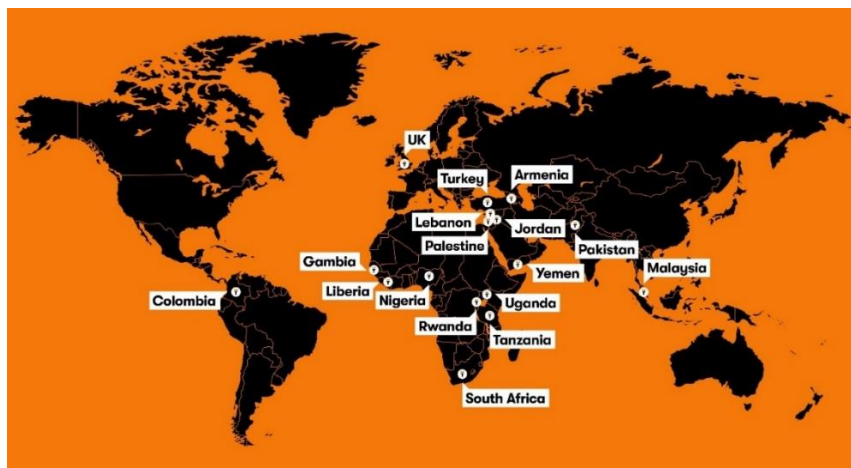 UK
Turkey
Armenia
Lebanon
Jordan
Palestine
Pakistan
Gambia
Yemen
Malaysia
Liberia
Nigeria
Colombia
Uganda
Rwanda
Tanzania
South Africa